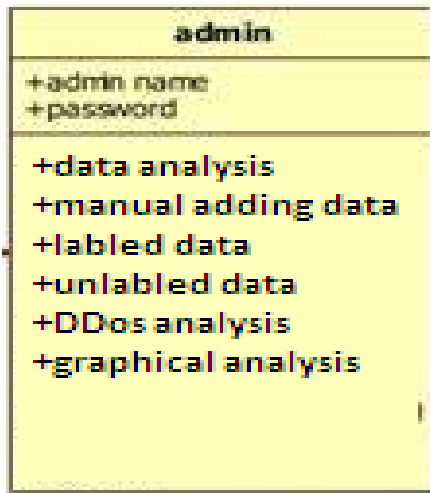 admin
+admin name
+password
+data analysis
+manual adding data
+labled data
+unlabled data
+DDos analysis
+graphical analysis